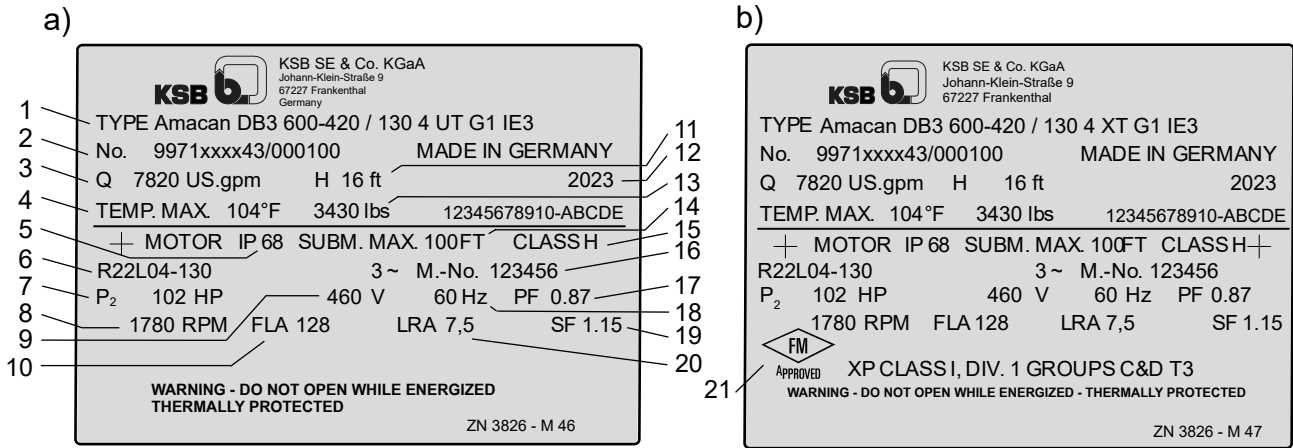 a)
KSB b
KSB SE & Co. KGaA
Johann-Klein-Straße 9
67227 Frankenthal
Germany
1 TYPE Amacan DB3 600-420 / 130 4 UT G1 IE3
2 No. 9971xxxx43/000100 MADE IN GERMANY 11
3 Q 7820 US.gpm H 16 ft 2023 12
4 TEMP. MAX. 104°F 3430 lbs 12345678910-ABCDE 13
5 MOTOR IP 68 SUBM. MAX. 100FT CLASS H 14
6 R22L04-130 3 ~ M.-No. 123456 15
7 P2 102 HP 460 V 60 Hz PF 0.87 16
8 1780 RPM FLA 128 LRA 7,5 SF 1.15 17
9 18
10 19
20
WARNING - DO NOT OPEN WHILE ENERGIZED
THERMALLY PROTECTED
ZN 3826 - M 46
b)
KSB b
KSB SE & Co. KGaA
Johann-Klein-Straße 9
67227 Frankenthal
TYPE Amacan DB3 600-420 / 130 4 XT G1 IE3
No. 9971xxxx43/000100 MADE IN GERMANY
Q 7820 US.gpm H 16 ft 2023
TEMP. MAX. 104°F 3430 lbs 12345678910-ABCDE
MOTOR IP 68 SUBM. MAX. 100FT CLASS H
R22L04-130 3 ~ M.-No. 123456
P2 102 HP 460 V 60 Hz PF 0.87
1780 RPM FLA 128 LRA 7,5 SF 1.15
FM
APPROVED XP CLASS I, DIV. 1 GROUPS C&D T3
21
WARNING - DO NOT OPEN WHILE ENERGIZED - THERMALLY PROTECTED
ZN 3826 - M 47